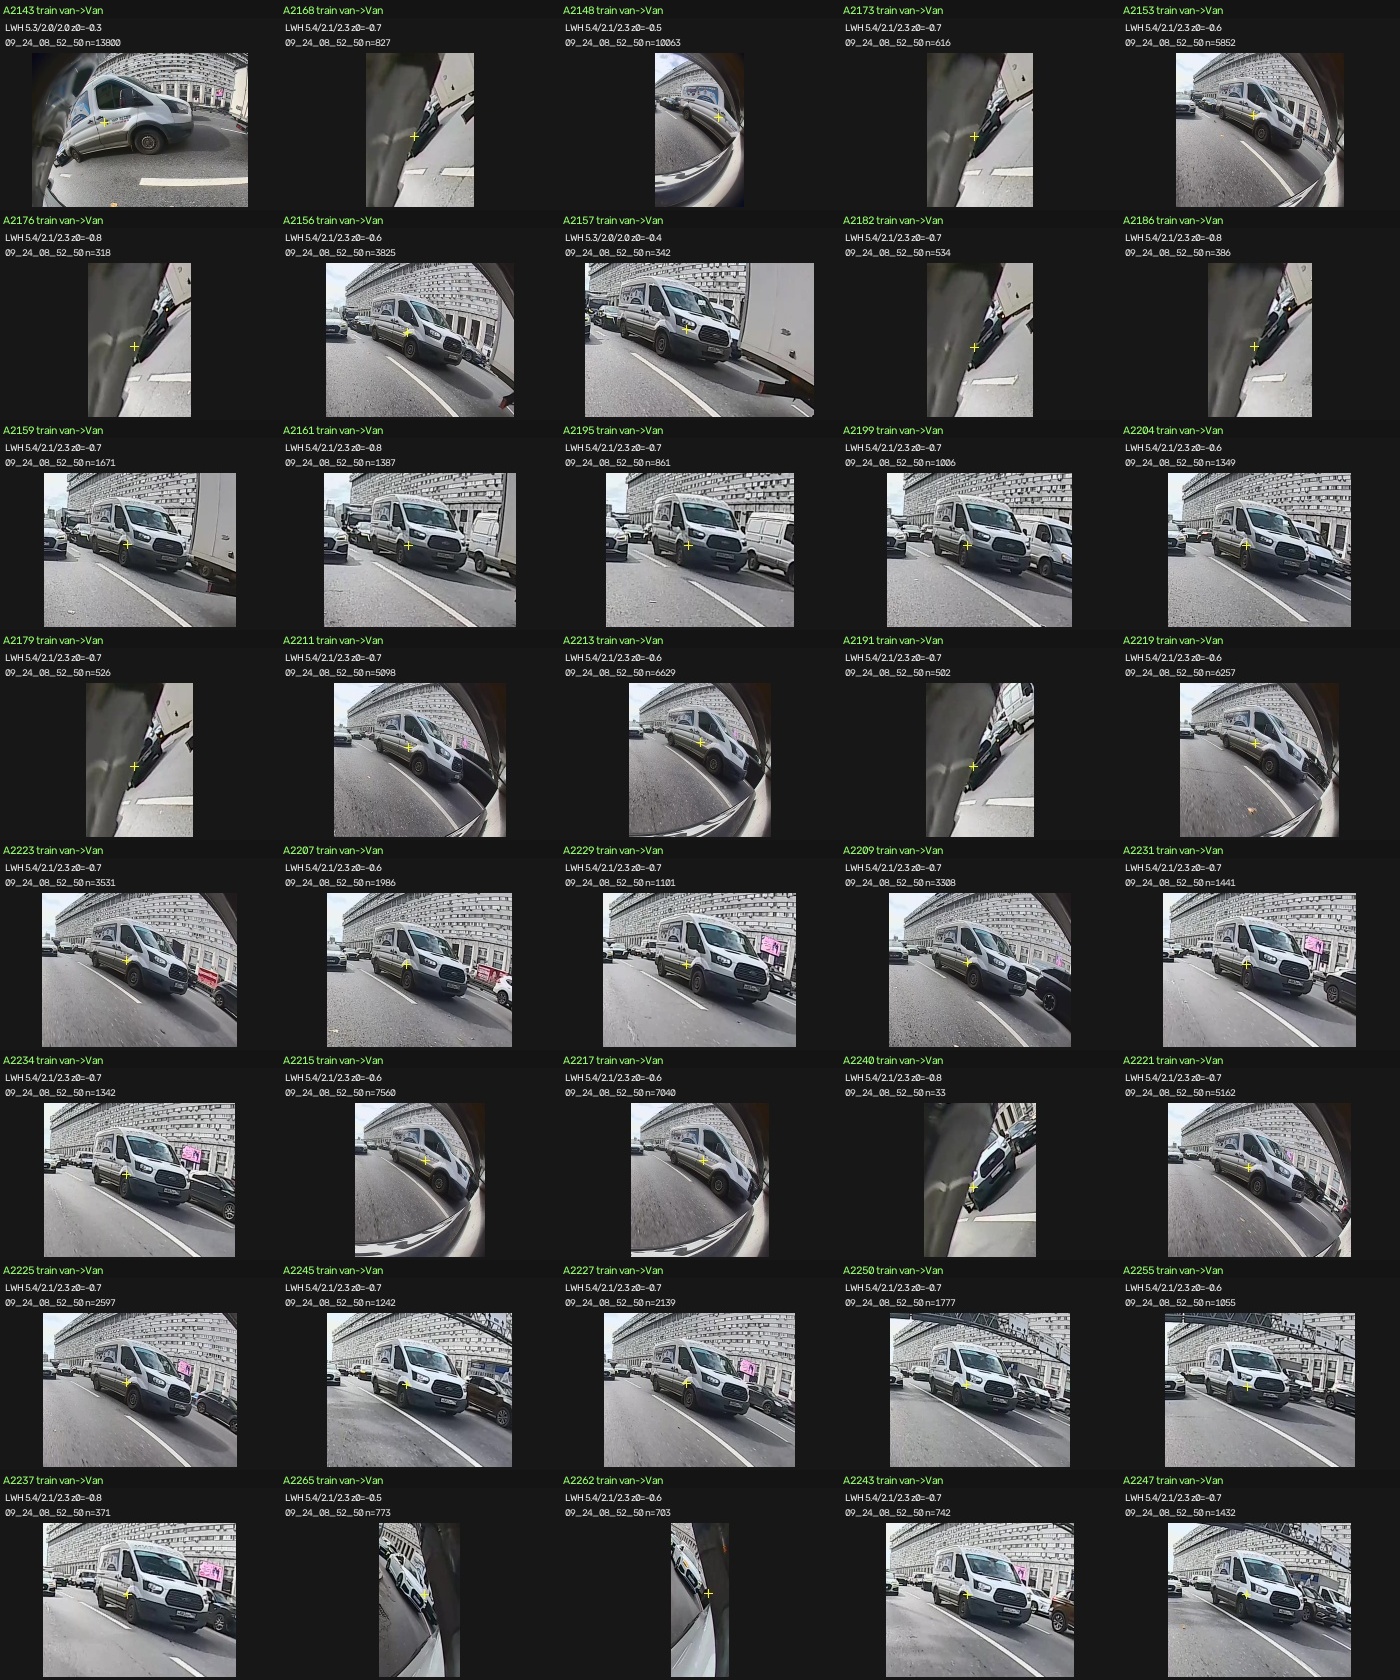 A2143 train van->Van
LWH 5.3/2.0/2.0 z0=-0.3
09_24_08_52_50 n=13800
A2168 train van->Van
LWH 5.4/2.1/2.3 z0=-0.7
09_24_08_52_50 n=827
A2148 train van->Van
LWH 5.4/2.1/2.3 z0=-0.5
09_24_08_52_50 n=10063
A2173 train van->Van
LWH 5.4/2.1/2.3 z0=-0.7
09_24_08_52_50 n=616
A2153 train van->Van
LWH 5.4/2.1/2.3 z0=-0.6
09_24_08_52_50 n=5852
A2176 train van->Van
LWH 5.4/2.1/2.3 z0=-0.8
09_24_08_52_50 n=318
A2156 train van->Van
LWH 5.4/2.1/2.3 z0=-0.6
09_24_08_52_50 n=3825
A2157 train van->Van
LWH 5.3/2.0/2.0 z0=-0.4
09_24_08_52_50 n=342
A2182 train van->Van
LWH 5.4/2.1/2.3 z0=-0.7
09_24_08_52_50 n=534
A2186 train van->Van
LWH 5.4/2.1/2.3 z0=-0.8
09_24_08_52_50 n=386
A2159 train van->Van
LWH 5.4/2.1/2.3 z0=-0.7
09_24_08_52_50 n=1671
A2161 train van->Van
LWH 5.4/2.1/2.3 z0=-0.8
09_24_08_52_50 n=1387
A2195 train van->Van
LWH 5.4/2.1/2.3 z0=-0.7
09_24_08_52_50 n=861
A2199 train van->Van
LWH 5.4/2.1/2.3 z0=-0.7
09_24_08_52_50 n=1006
A2204 train van->Van
LWH 5.4/2.1/2.3 z0=-0.6
09_24_08_52_50 n=1349
A2179 train van->Van
LWH 5.4/2.1/2.3 z0=-0.7
09_24_08_52_50 n=526
A2211 train van->Van
LWH 5.4/2.1/2.3 z0=-0.7
09_24_08_52_50 n=5098
A2213 train van->Van
LWH 5.4/2.1/2.3 z0=-0.6
09_24_08_52_50 n=6629
A2191 train van->Van
LWH 5.4/2.1/2.3 z0=-0.7
09_24_08_52_50 n=502
A2219 train van->Van
LWH 5.4/2.1/2.3 z0=-0.6
09_24_08_52_50 n=6257
A2223 train van->Van
LWH 5.4/2.1/2.3 z0=-0.7
09_24_08_52_50 n=3531
A2207 train van->Van
LWH 5.4/2.1/2.3 z0=-0.6
09_24_08_52_50 n=1986
A2229 train van->Van
LWH 5.4/2.1/2.3 z0=-0.7
09_24_08_52_50 n=1101
A2209 train van->Van
LWH 5.4/2.1/2.3 z0=-0.7
09_24_08_52_50 n=3308
A2231 train van->Van
LWH 5.4/2.1/2.3 z0=-0.7
09_24_08_52_50 n=1441
A2234 train van->Van
LWH 5.4/2.1/2.3 z0=-0.7
09_24_08_52_50 n=1342
A2215 train van->Van
LWH 5.4/2.1/2.3 z0=-0.6
09_24_08_52_50 n=7560
A2217 train van->Van
LWH 5.4/2.1/2.3 z0=-0.6
09_24_08_52_50 n=7040
A2240 train van->Van
LWH 5.4/2.1/2.3 z0=-0.8
09_24_08_52_50 n=33
A2221 train van->Van
LWH 5.4/2.1/2.3 z0=-0.7
09_24_08_52_50 n=5162
A2225 train van->Van
LWH 5.4/2.1/2.3 z0=-0.7
09_24_08_52_50 n=2597
A2245 train van->Van
LWH 5.4/2.1/2.3 z0=-0.7
09_24_08_52_50 n=1242
A2227 train van->Van
LWH 5.4/2.1/2.3 z0=-0.7
09_24_08_52_50 n=2139
A2250 train van->Van
LWH 5.4/2.1/2.3 z0=-0.7
09_24_08_52_50 n=1777
A2255 train van->Van
LWH 5.4/2.1/2.3 z0=-0.6
09_24_08_52_50 n=1055
A2237 train van->Van
LWH 5.4/2.1/2.3 z0=-0.8
09_24_08_52_50 n=371
A2265 train van->Van
LWH 5.4/2.1/2.3 z0=-0.5
09_24_08_52_50 n=773
A2262 train van->Van
LWH 5.4/2.1/2.3 z0=-0.6
09_24_08_52_50 n=703
A2243 train van->Van
LWH 5.4/2.1/2.3 z0=-0.7
09_24_08_52_50 n=742
A2247 train van->Van
LWH 5.4/2.1/2.3 z0=-0.7
09_24_08_52_50 n=1432